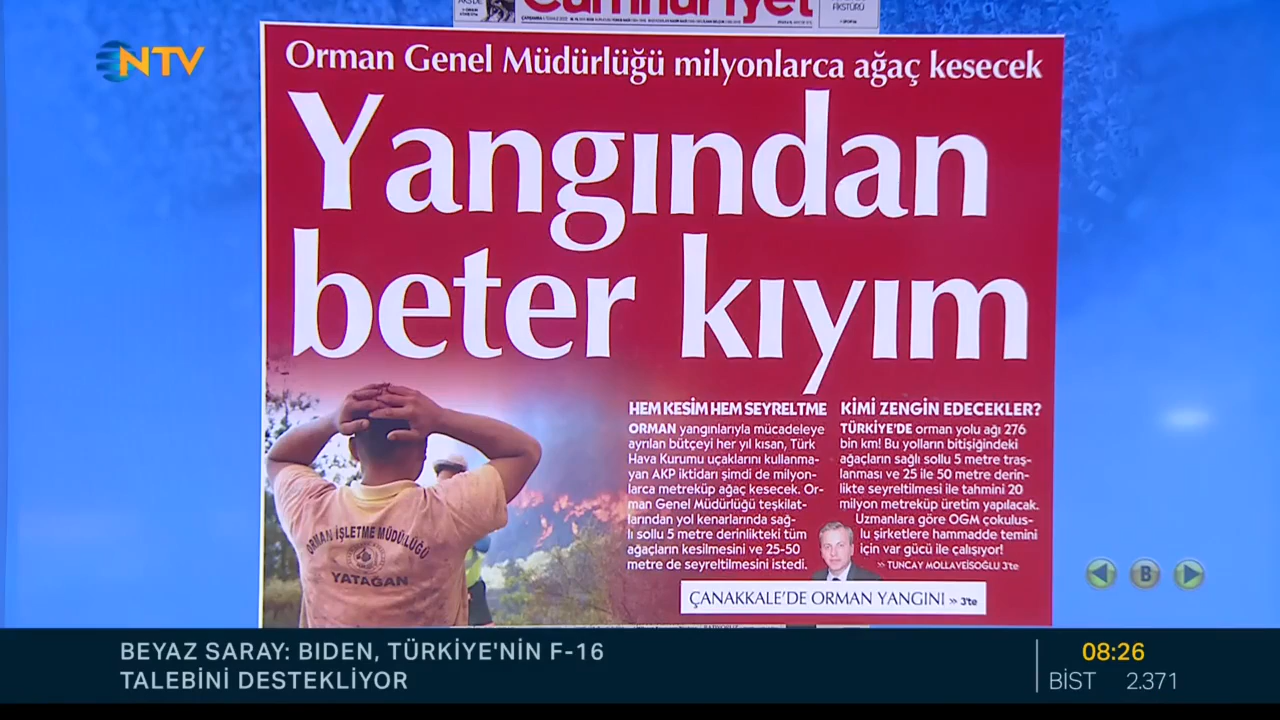 Cumhuriyet
NTV
Orman Genel Müdürlüğü milyonlarca ağaç kesecek
Yangından
beter kıyım
HEM KESİM HEM SEYRELTME
ORMAN yangınlarıyla mücadeleye
ayrılan bütçeyi her yıl kısan, Türk
Hava Kurumu uçaklarını kullanma-
yan AKP iktidarı şimdi de milyon-
larca metreküp ağaç kesecek. Or-
man Genel Müdürlüğü teşkilat-
larından yol kenarlarında sağ-
lı sollu 5 metre derinlikteki tüm
ağaçların kesilmesini ve 25-50
metre de seyreltilmesini istedi.
KİMİ ZENGİN EDECEKLER?
TÜRKİYE'DE orman yolu ağı 276
bin km! Bu yolların bitişiğindeki
ağaçların sağlı sollu 5 metre traş-
lanması ve 25 ile 50 metre derin-
likte seyreltilmesi ile tahmini 20
milyon metreküp üretim yapılacak.
Uzmanlara göre OGM çokulus-
lu şirketlere hammadde temini
için var gücü ile çalışıyor!
» TUNCAY MOLLAVEİSOĞLU 3'te
ORMAN İŞLETME MÜDÜRLÜĞÜ
YATAĞAN
ÇANAKKALE'DE ORMAN YANGINI » 3'te
B
BEYAZ SARAY: BIDEN, TÜRKİYE'NİN F-16
TALEBİNİ DESTEKLİYOR
08:26
BİST 2.371